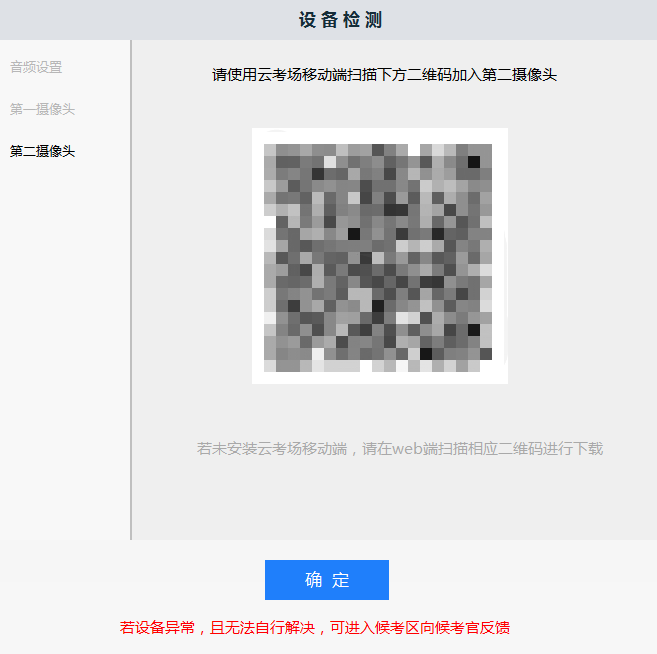 设备检测
音频设置
第一摄像头
第二摄像头
请使用云考场移动端扫描下方二维码加入第二摄像头
若未安装云考场移动端，请在web端扫描相应二维码进行下载
确 定
若设备异常，且无法自行解决，可进入候考区向候考官反馈